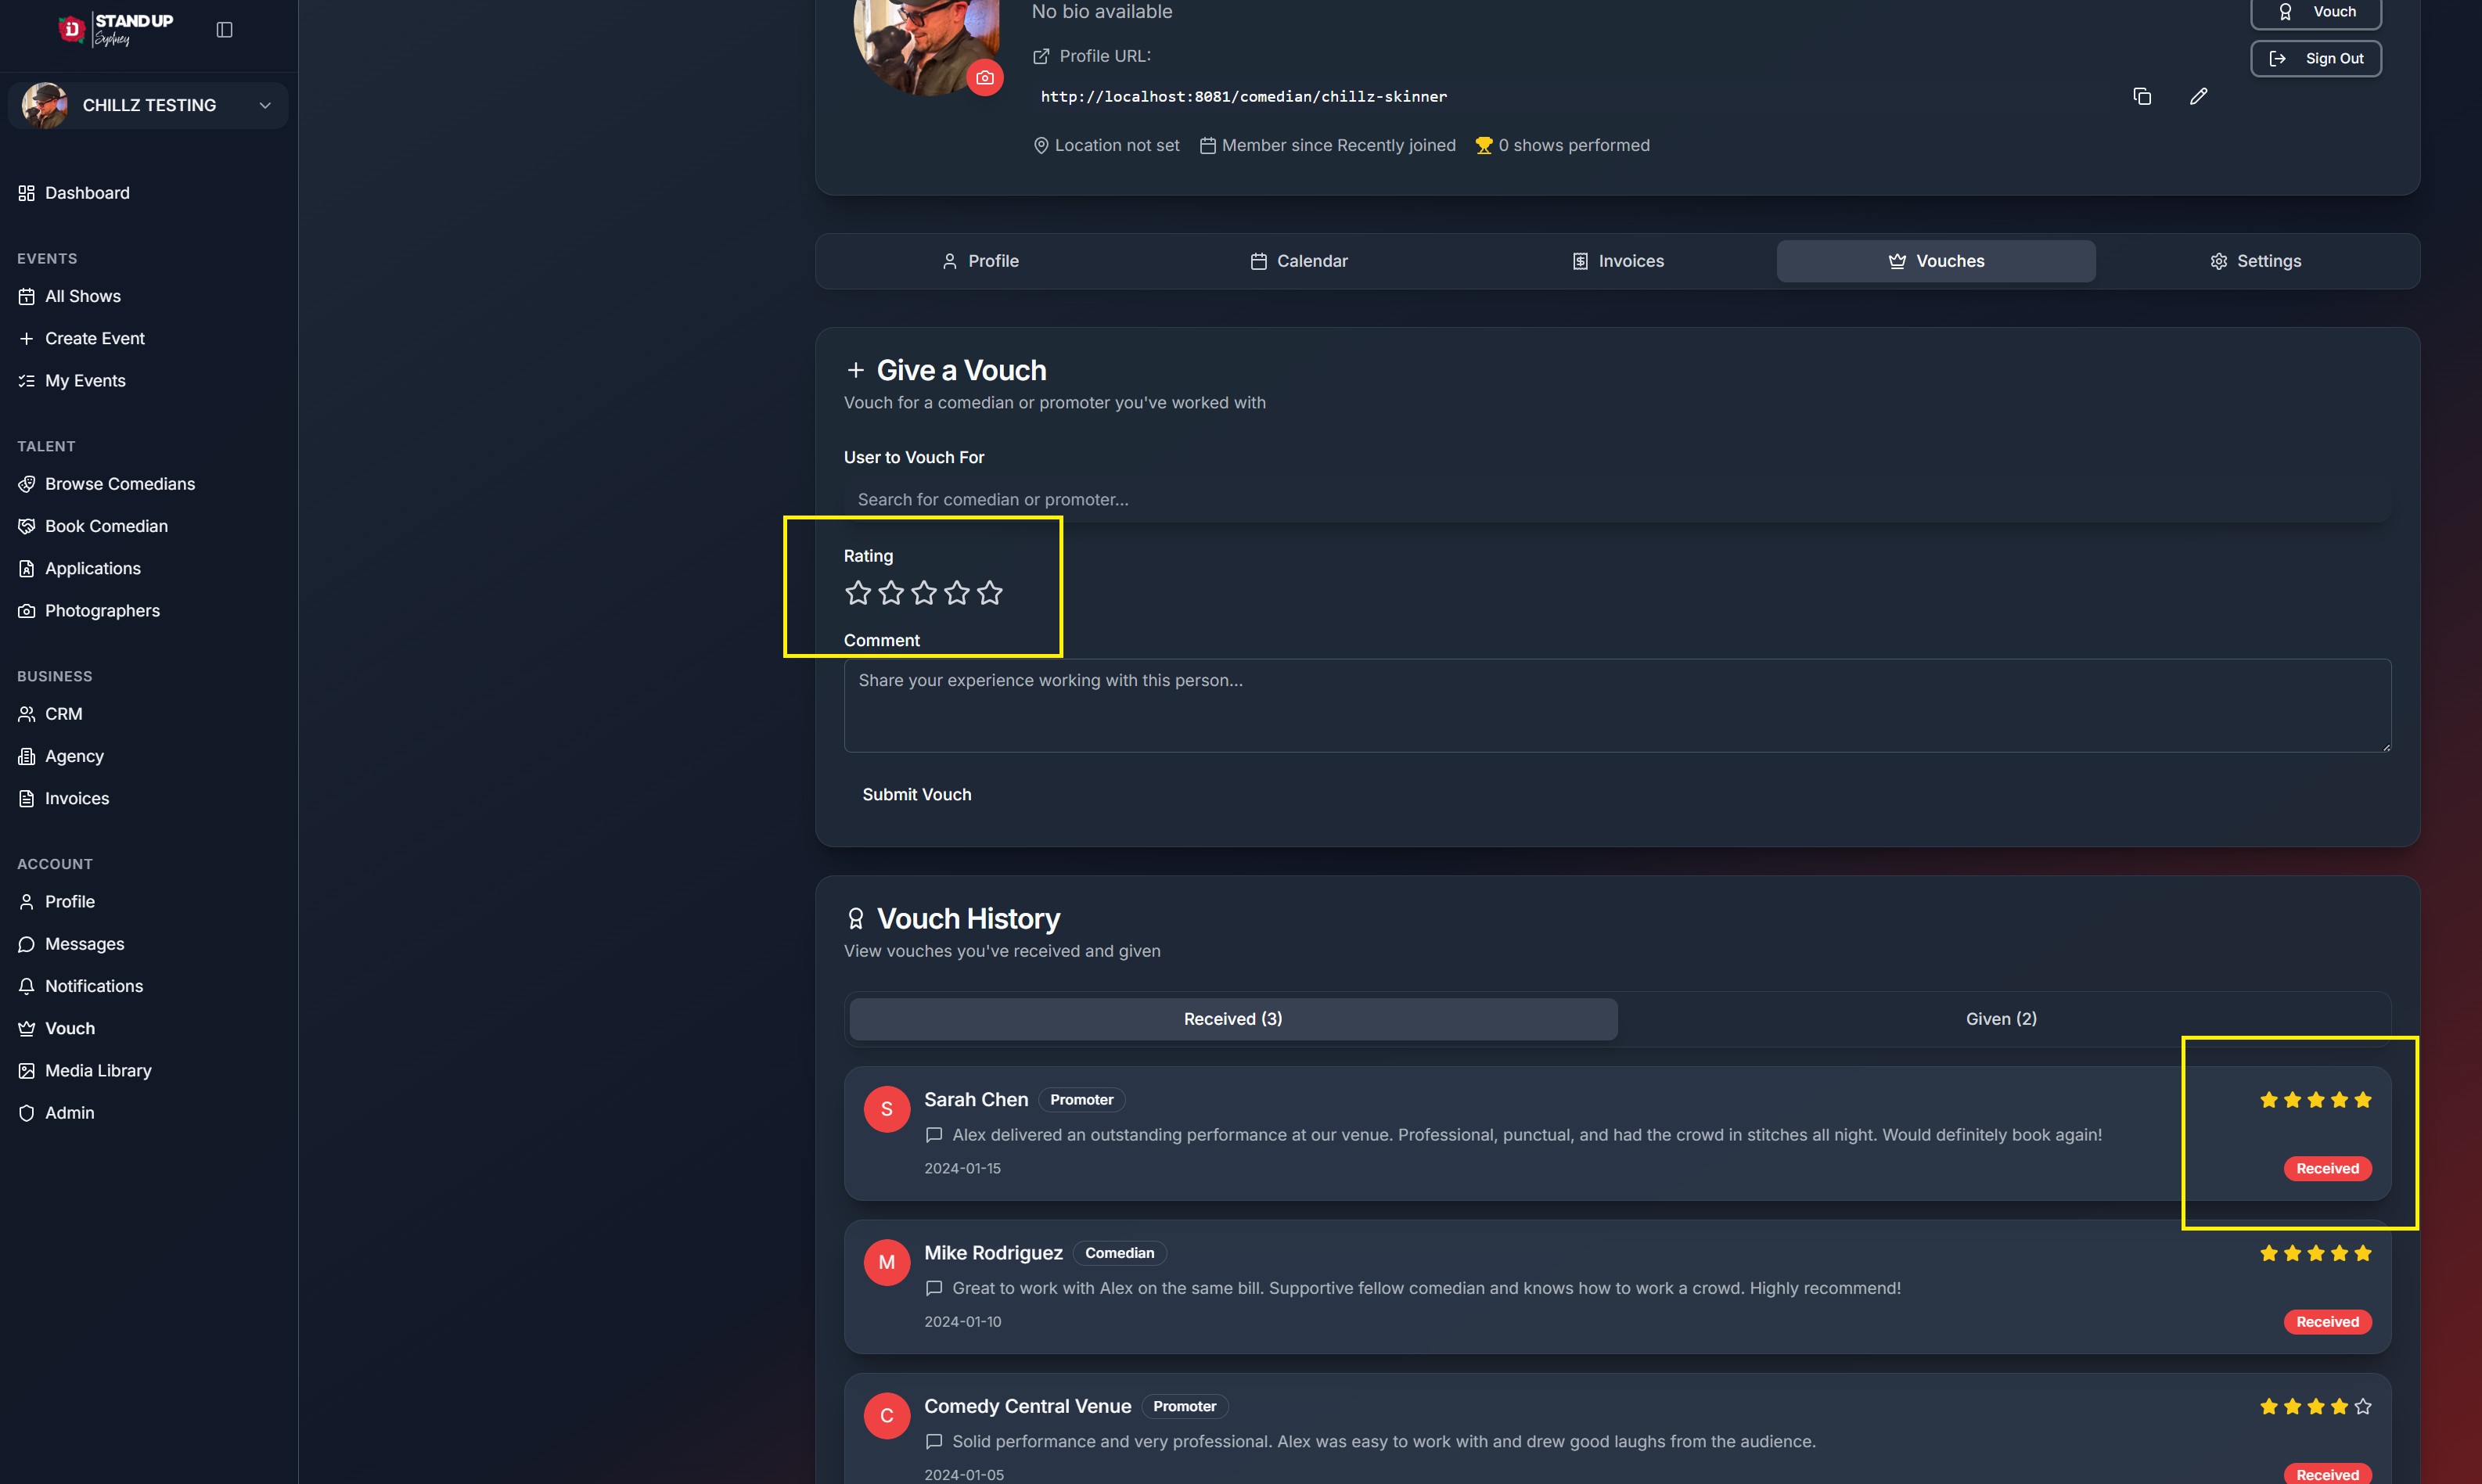 iD STAND UP
Sydney
CHILLZ TESTING
Dashboard
EVENTS
All Shows
Create Event
My Events
TALENT
Browse Comedians
Book Comedian
Applications
Photographers
BUSINESS
CRM
Agency
Invoices
ACCOUNT
Profile
Messages
Notifications
Vouch
Media Library
Admin
No bio available
Vouch
Profile URL:
Sign Out
http://localhost:8081/comedian/chillz-skinner
Location not set Member since Recently joined 0 shows performed
Profile Calendar Invoices Vouches Settings
Give a Vouch
Vouch for a comedian or promoter you've worked with
User to Vouch For
Search for comedian or promoter...
Rating
Comment
Share your experience working with this person...
Submit Vouch
Vouch History
View vouches you've received and given
Received (3) Given (2)
S
Sarah Chen Promoter
Alex delivered an outstanding performance at our venue. Professional, punctual, and had the crowd in stitches all night. Would definitely book again!
2024-01-15
Received
M
Mike Rodriguez Comedian
Great to work with Alex on the same bill. Supportive fellow comedian and knows how to work a crowd. Highly recommend!
2024-01-10
Received
C
Comedy Central Venue Promoter
Solid performance and very professional. Alex was easy to work with and drew good laughs from the audience.
2024-01-05
Received